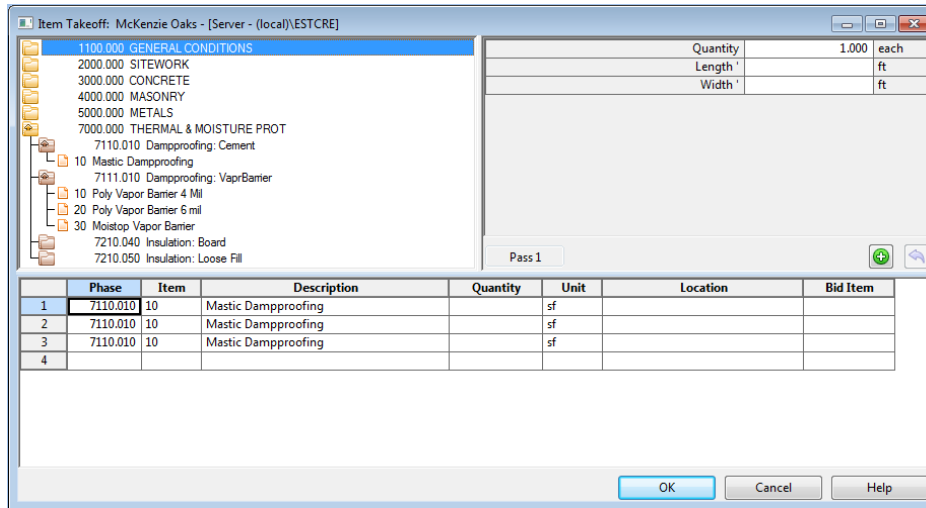 Item Takeoff: McKenzie Oaks - [Server - (local)\ESTCRE]
1100.000 GENERAL CONDITIONS
2000.000 SITEWORK
3000.000 CONCRETE
4000.000 MASONRY
5000.000 METALS
7000.000 THERMAL & MOISTURE PROT
7110.010 Dampproofing: Cement
10 Mastic Dampproofing
7111.010 Dampproofing: VaprBarrier
10 Poly Vapor Barrier 4 Mil
20 Poly Vapor Barrier 6 mil
30 Moistop Vapor Barrier
7210.040 Insulation: Board
7210.050 Insulation: Loose Fill
Quantity 1.000 each
Length ' ft
Width ' ft
Pass 1
Phase Item Description Quantity Unit Location Bid Item
1 7110.010 10 Mastic Dampproofing sf
2 7110.010 10 Mastic Dampproofing sf
3 7110.010 10 Mastic Dampproofing sf
4
OK Cancel Help